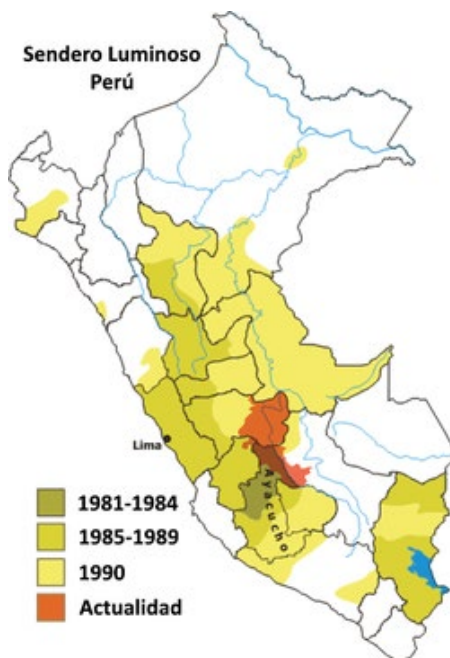 Sendero Luminoso
Perú
Lima
Ayacucho
1981-1984
1985-1989
1990
Actualidad